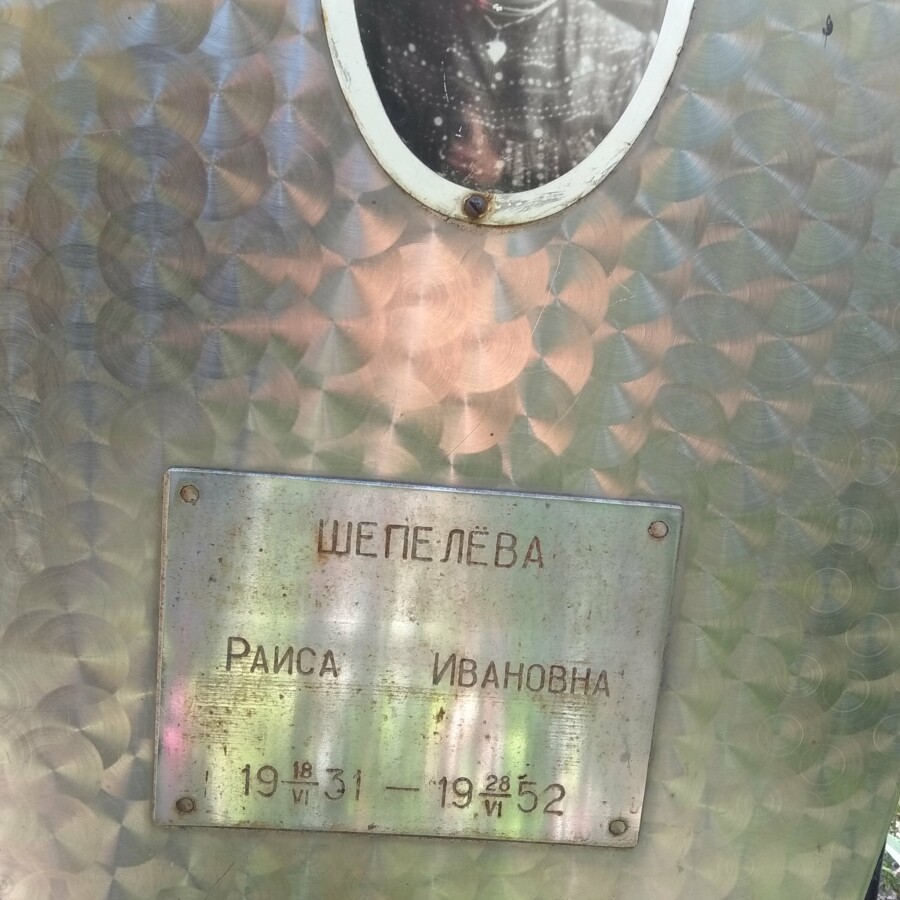 ШЕПЕЛЁВА
РАИСА ИВАНОВНА
19 18/VI 31 — 19 28/VI 52